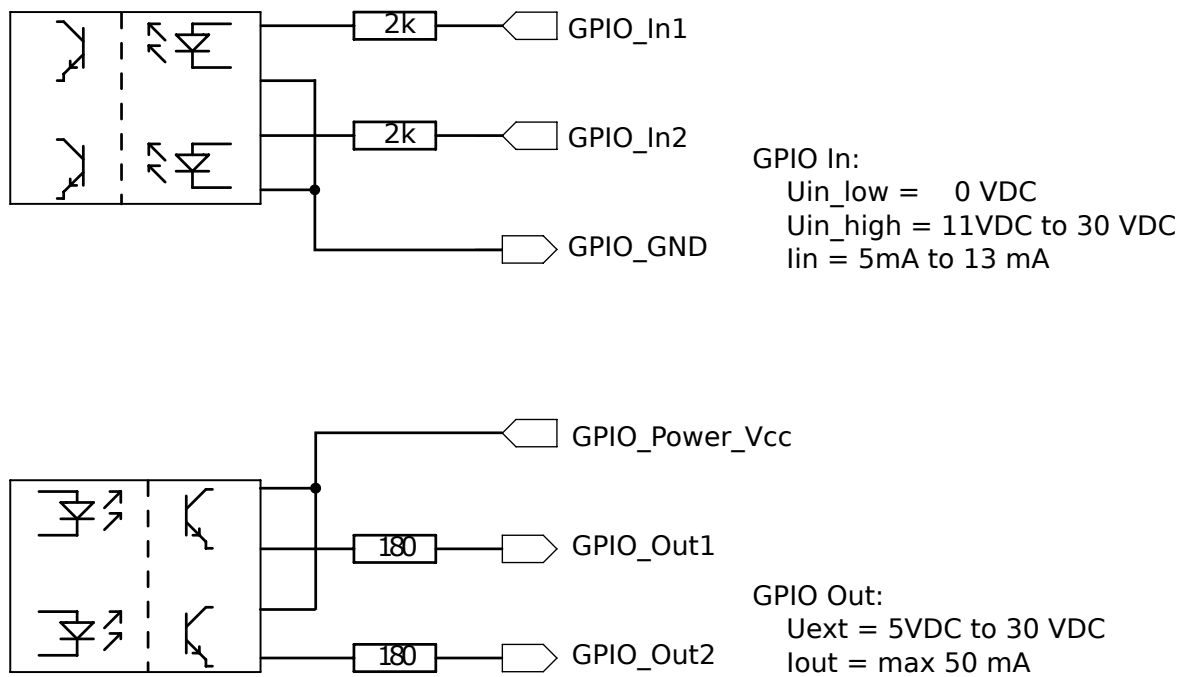 2k
GPIO_In1
2k
GPIO_In2
GPIO_GND
GPIO In:
Uin_low = 0 VDC
Uin_high = 11VDC to 30 VDC
Iin = 5mA to 13 mA
GPIO_Power_Vcc
180
GPIO_Out1
180
GPIO_Out2
GPIO Out:
Uext = 5VDC to 30 VDC
Iout = max 50 mA